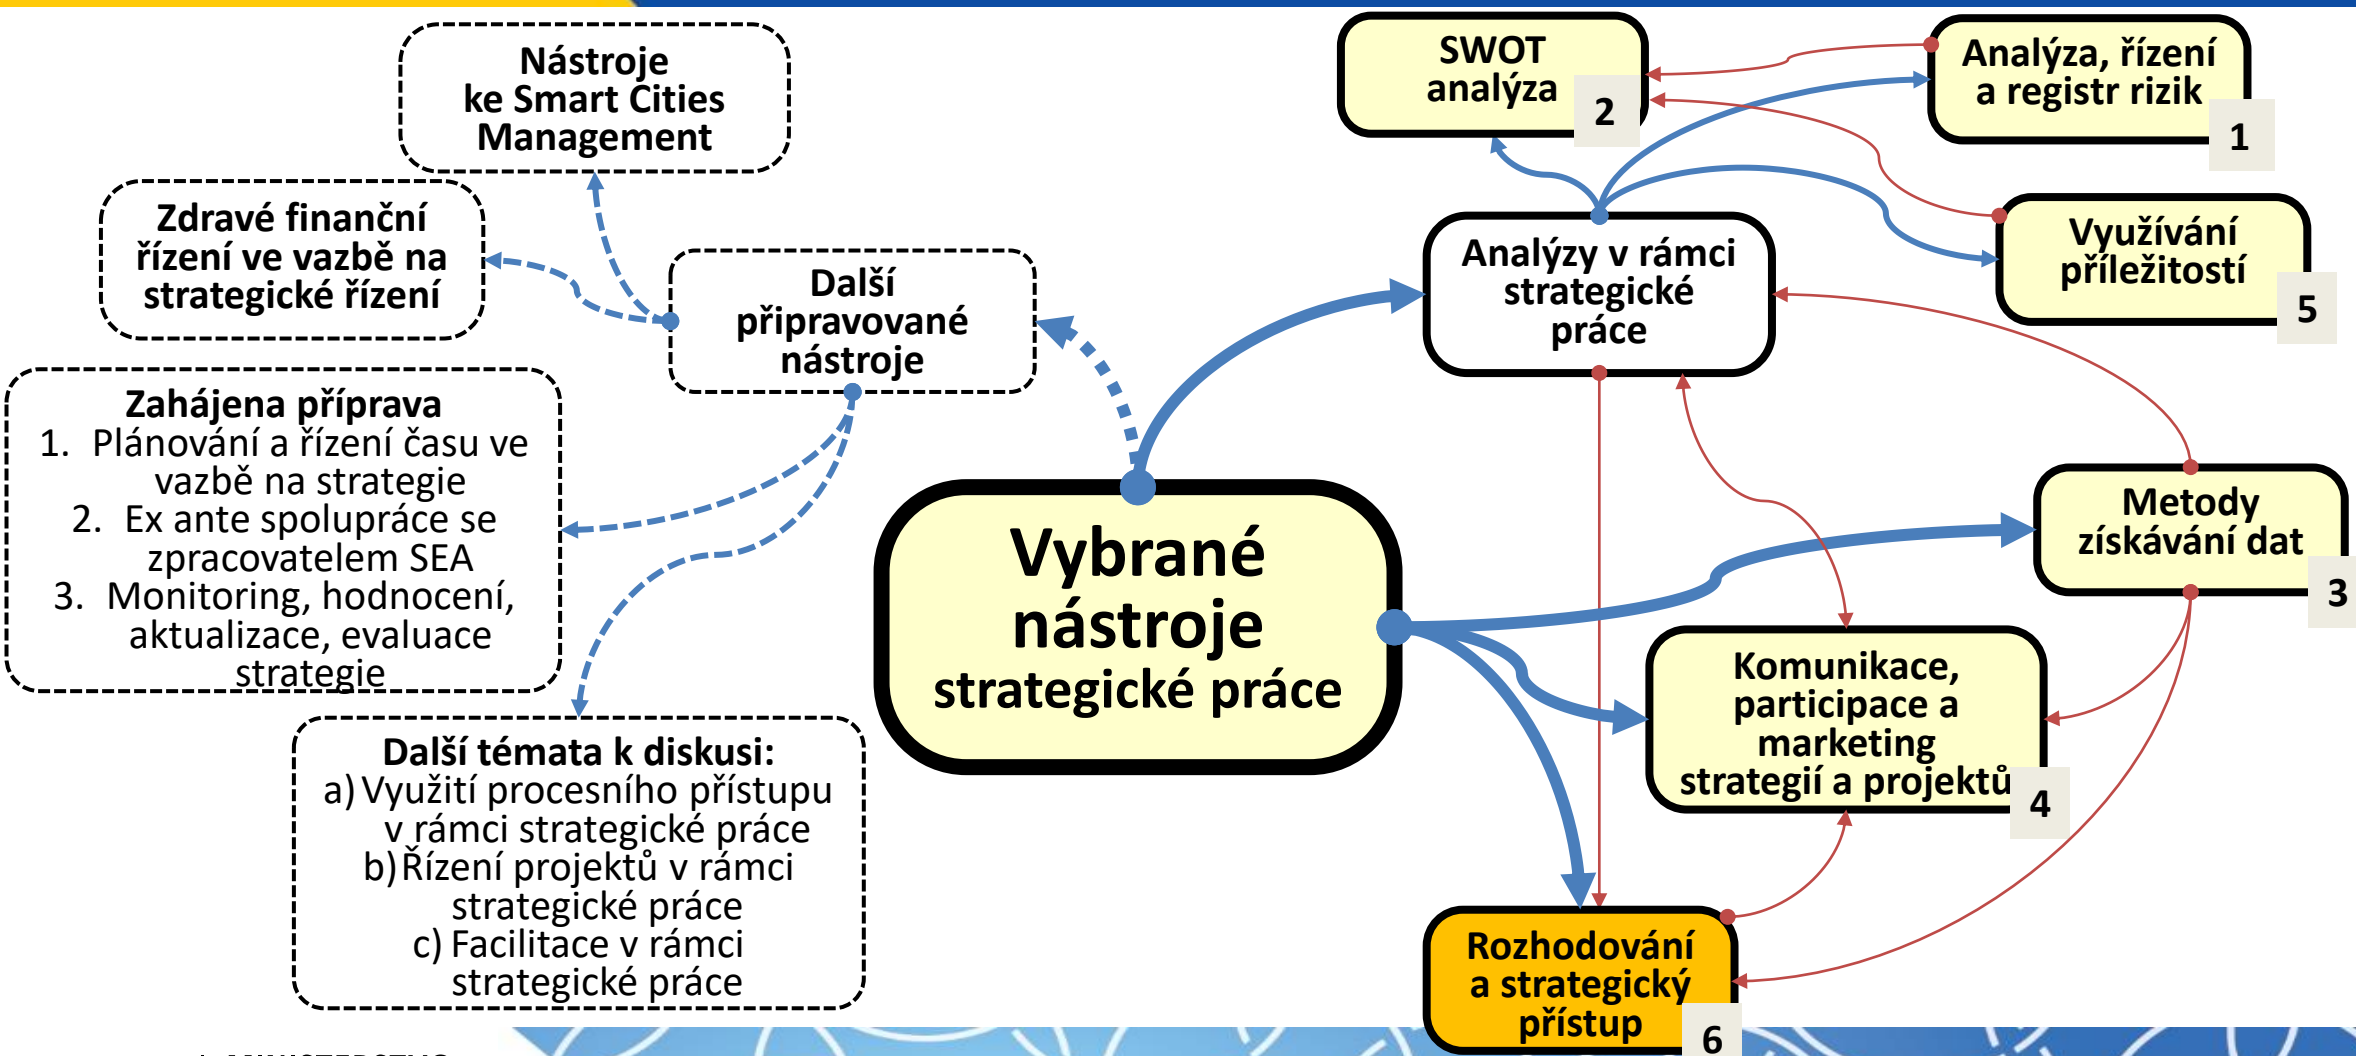 Nástroje
ke Smart Cities
Management
Zdravé finanční
řízení ve vazbě na
strategické řízení
Další
připravované
nástroje
Zahájena příprava
1. Plánování a řízení času ve
vazbě na strategie
2. Ex ante spolupráce se
zpracovatelem SEA
3. Monitoring, hodnocení,
aktualizace, evaluace
strategie
Další témata k diskusi:
a) Využití procesního přístupu
v rámci strategické práce
b) Řízení projektů v rámci
strategické práce
c) Facilitace v rámci
strategické práce
Vybrané
nástroje
strategické práce
SWOT
analýza
2
Analýza, řízení
a registr rizik
1
Využívání
příležitostí
5
Analýzy v rámci
strategické
práce
Metody
získávání dat
3
Komunikace,
participace a
marketing
strategií a projektů
4
Rozhodování
a strategický
přístup
6